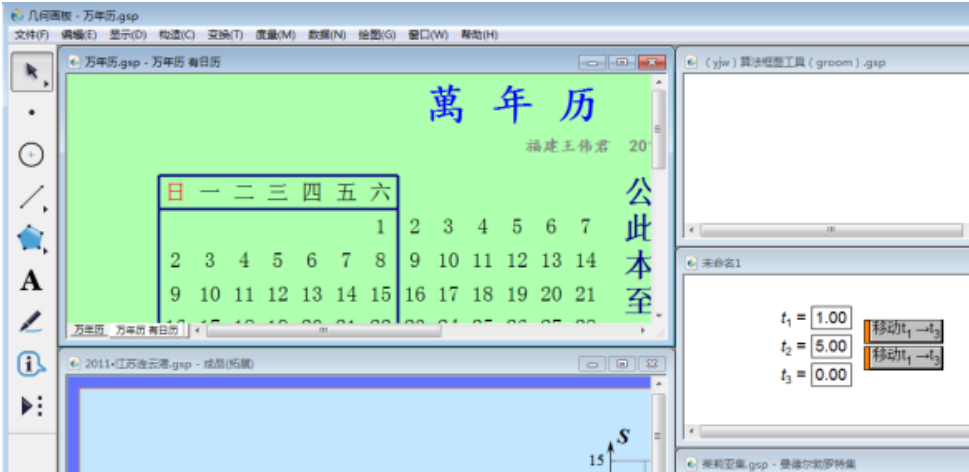 几何画板 - 万年历.gsp
文件(F) 编辑(E) 显示(D) 构造(C) 变换(T) 度量(M) 数据(N) 绘图(G) 窗口(W) 帮助(H)
万年历.gsp - 万年历 有日历
萬 年 历
福建王伟君 20
日 一 二 三 四 五 六
1 2 3 4 5 6 7
2 3 4 5 6 7 8 9 10 11 12 13 14
9 10 11 12 13 14 15 16 17 18 19 20 21
公
此
本
至
万年历 万年历 有日历
2011•江苏连云港.gsp - 成品(拓展)
S
15
(yjw)算法框图工具(groom).gsp
未命名1
t₁ = 1.00
t₂ = 5.00
t₃ = 0.00
移动t₁→t₃
移动t₁→t₃
茱莉亚集.gsp - 曼德尔勃罗特集
A